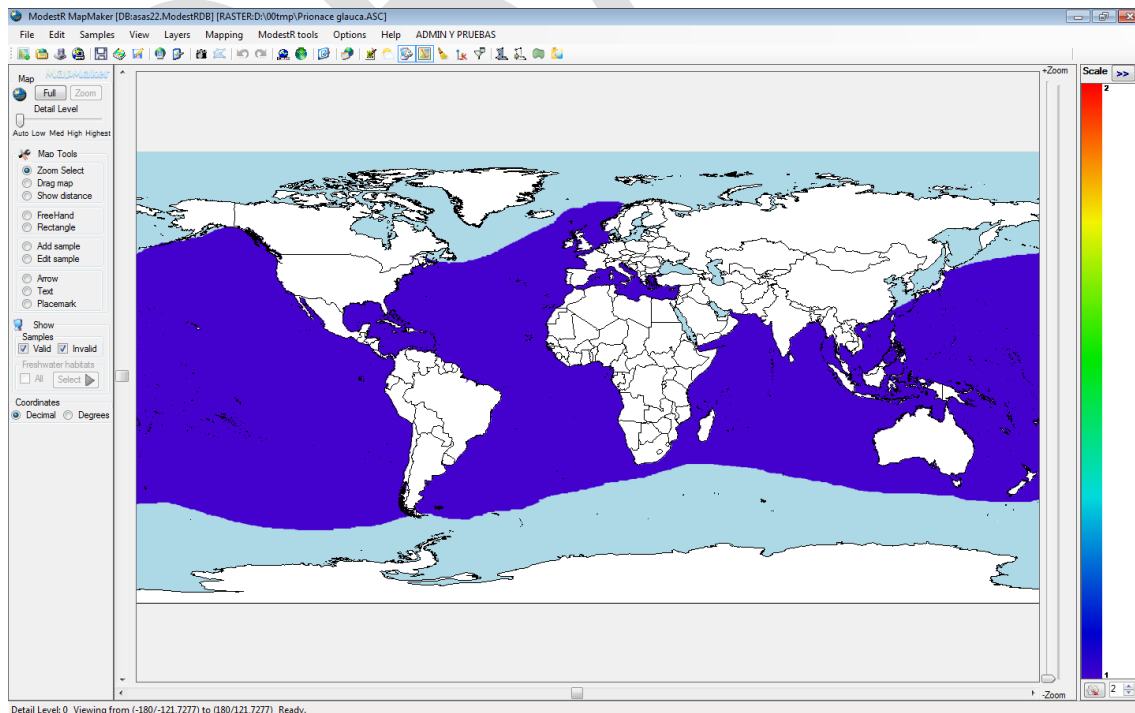 ModestR MapMaker [DB:asas22.ModestRDB] [RASTER:D:\00tmp\Prionace glauca.ASC]
File Edit Samples View Layers Mapping ModestR tools Options Help ADMIN Y PRUEBAS
Map MapMaker
Full Zoom
Detail Level
Auto Low Med High Highest
Map Tools
Zoom Select
Drag map
Show distance
FreeHand
Rectangle
Add sample
Edit sample
Arrow
Text
Placemark
Show
Samples
Valid Invalid
Freshwater habitats
All Select
Coordinates
Decimal Degrees
+Zoom
-Zoom
Scale >>
2
1
2
Detail Level: 0 Viewing from (-180/-121.7277) to (180/121.7277) Ready.